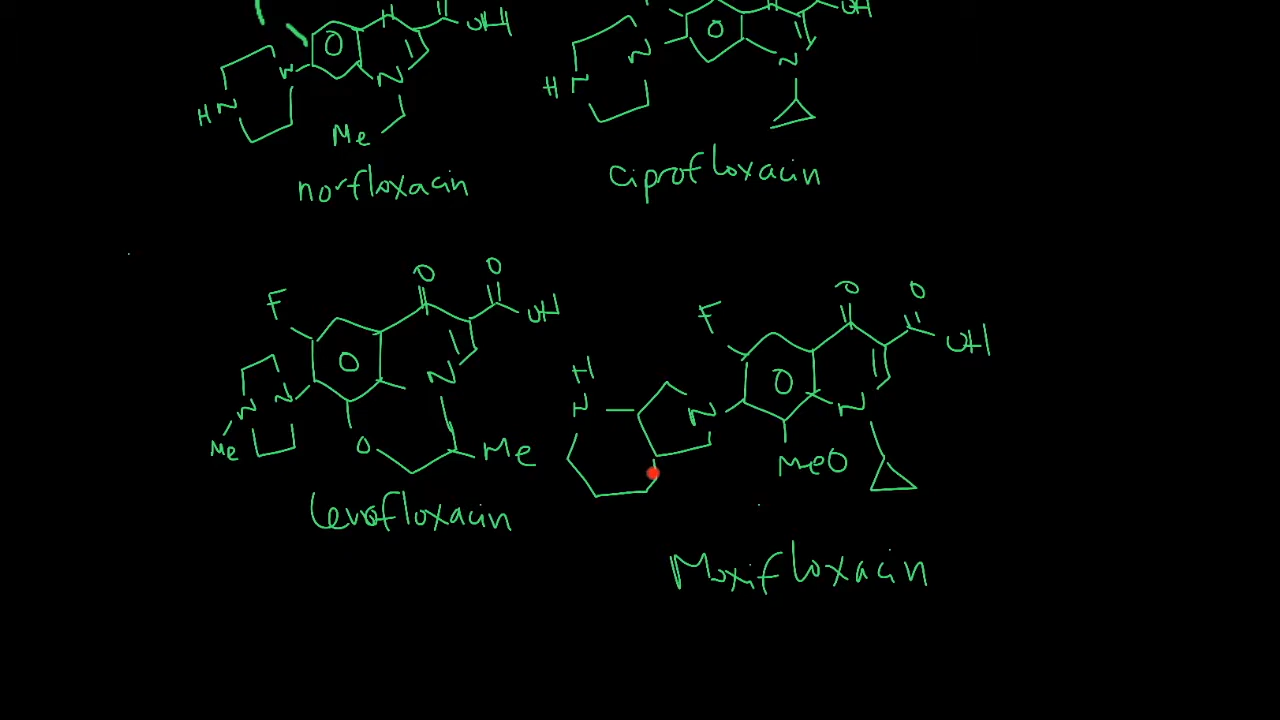 H
OH
H
OH
N
N
N
N
H N
H N
Me
norfloxacin
ciprofloxacin
O O
F
OH
O O
F
OH
N
N
N
Me
O
Me
levofloxacin
H
N
N
N
MeO
Moxifloxacin